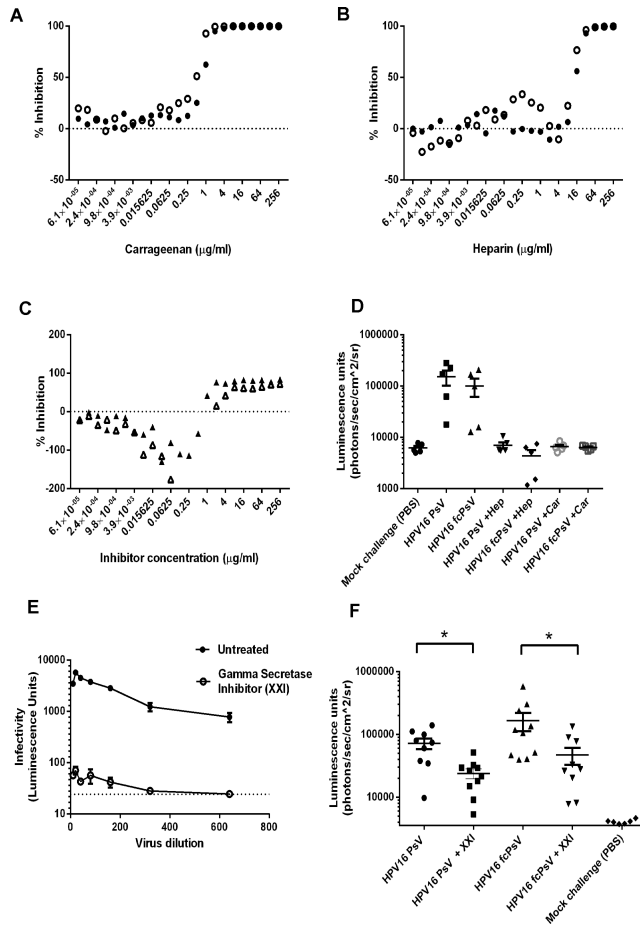 A
100
50
0
-50
% Inhibition
6.1×10⁻⁰⁵
2.4×10⁻⁰⁴
9.8×10⁻⁰⁴
3.9×10⁻⁰³
0.015625
0.0625
0.25
1
4
16
64
256
Carrageenan (µg/ml)
B
100
50
0
-50
% Inhibition
6.1×10⁻⁰⁵
2.4×10⁻⁰⁴
9.8×10⁻⁰⁴
3.9×10⁻⁰³
0.015625
0.0625
0.25
1
4
16
64
256
Heparin (µg/ml)
C
200
100
0
-100
-200
% Inhibition
6.1×10⁻⁰⁵
2.4×10⁻⁰⁴
9.8×10⁻⁰⁴
3.9×10⁻⁰³
0.015625
0.0625
0.25
1
4
16
64
256
Inhibitor concentration (µg/ml)
D
1000000
100000
10000
1000
Luminescence units
(photons/sec/cm^2/sr)
Mock challenge (PBS)
HPV16 PsV
HPV16 fcPsV
HPV16 PsV +Hep
HPV16 fcPsV +Hep
HPV16 PsV +Car
HPV16 fcPsV +Car
E
Untreated
Gamma Secretase
Inhibitor (XXI)
10000
1000
100
10
Infectivity
(Luminescence Units)
0
200
400
600
800
Virus dilution
F
*
*
1000000
100000
10000
Luminescence units
(photons/sec/cm^2/sr)
HPV16 PsV
HPV16 PsV + XXI
HPV16 fcPsV
HPV16 fcPsV + XXI
Mock challenge (PBS)